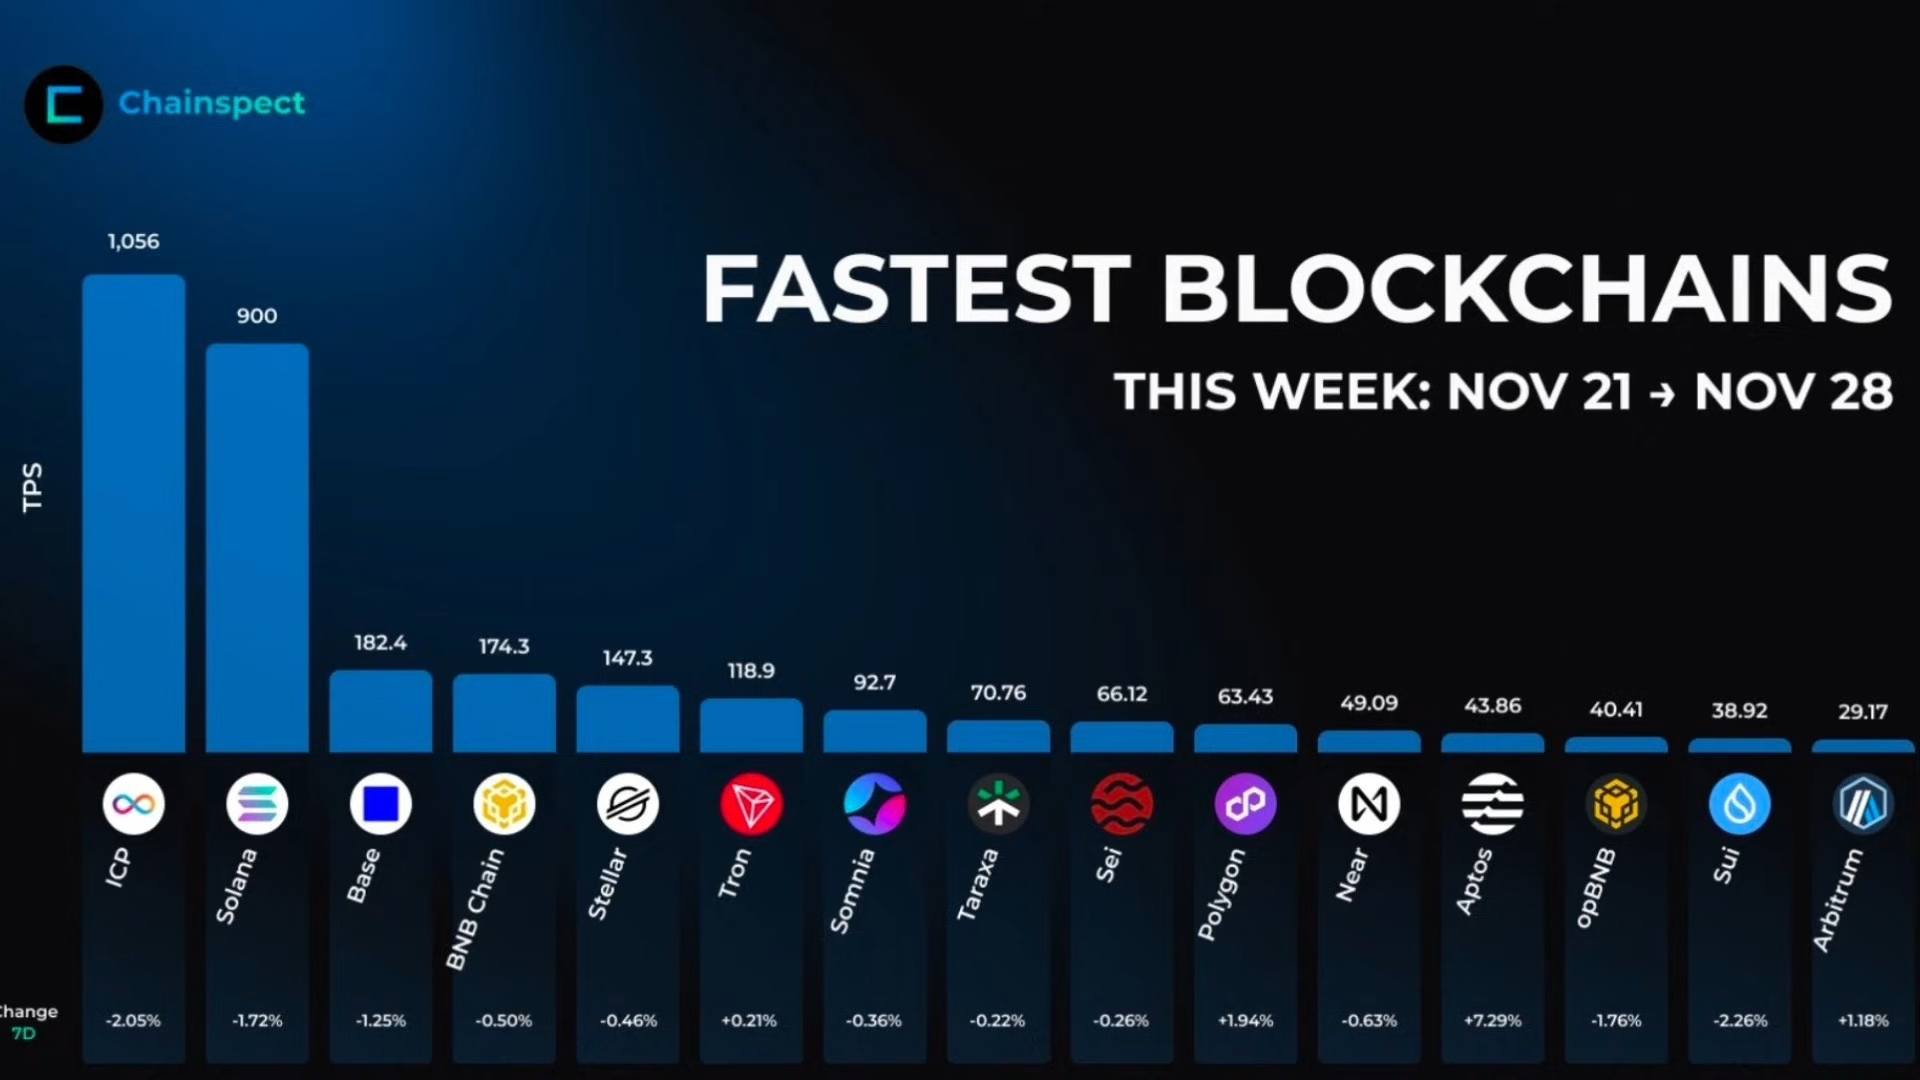 Chainspect
FASTEST BLOCKCHAINS
THIS WEEK: NOV 21 → NOV 28
TPS
1,056
900
182.4
174.3
147.3
118.9
92.7
70.76
66.12
63.43
49.09
43.86
40.41
38.92
29.17
ICP
Solana
Base
BNB Chain
Stellar
Tron
Somnia
Taraxa
Sei
Polygon
Near
Aptos
opBNB
Sui
Arbitrum
Change
7D
-2.05%
-1.72%
-1.25%
-0.50%
-0.46%
+0.21%
-0.36%
-0.22%
-0.26%
+1.94%
-0.63%
+7.29%
-1.76%
-2.26%
+1.18%